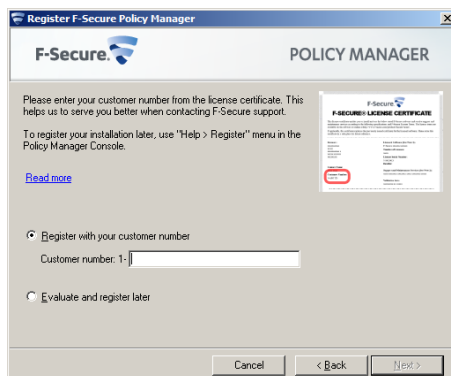 Register F-Secure Policy Manager
F-Secure.
POLICY MANAGER
Please enter your customer number from the license certificate. This
helps us to serve you better when contacting F-Secure support.
To register your installation later, use "Help > Register" menu in the
Policy Manager Console.
Read more
F-Secure
F-SECURE® LICENSE CERTIFICATE
Register with your customer number
Customer number: 1-
Evaluate and register later
Cancel
< Back
Next >